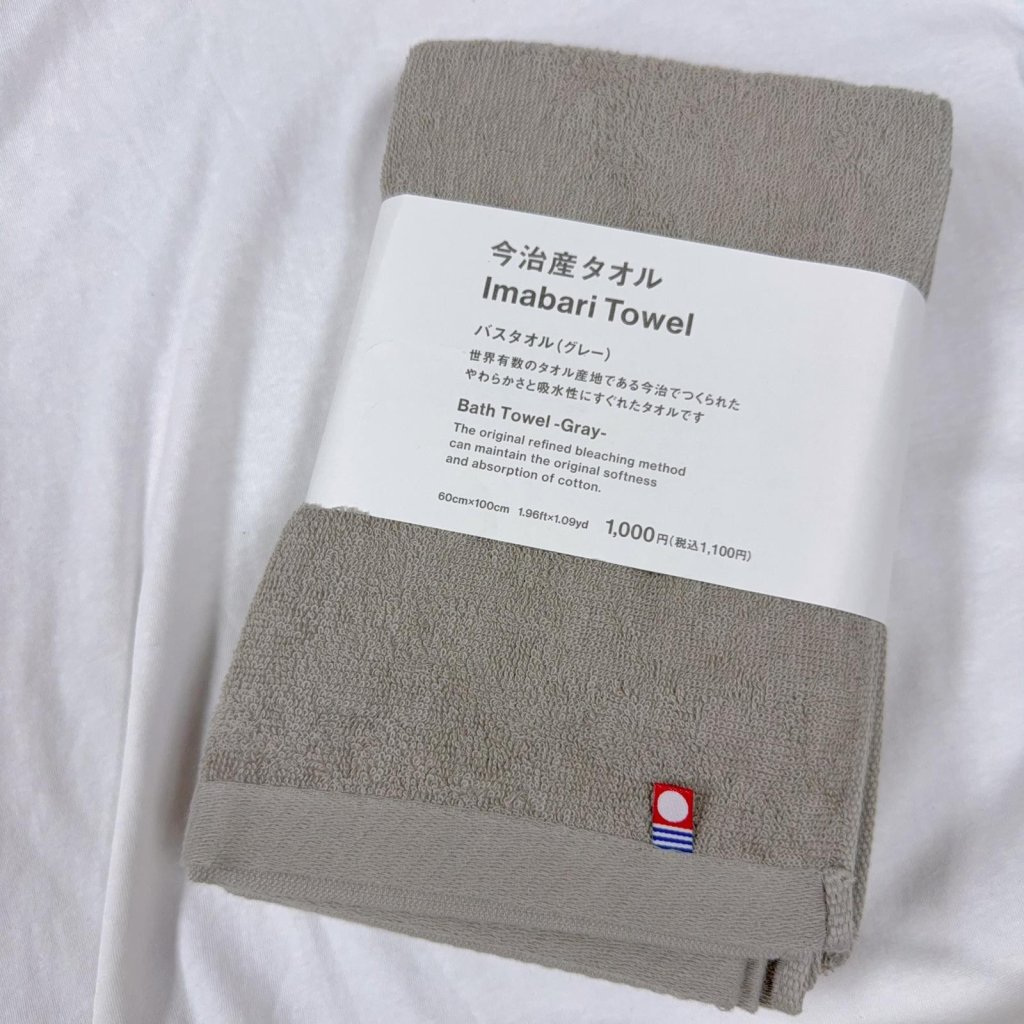 今治産タオル
Imabari Towel
バスタオル(グレー)
世界有数のタオル産地である今治でつくられた
やわらかさと吸水性にすぐれたタオルです
Bath Towel -Gray-
The original refined bleaching method
can maintain the original softness
and absorption of cotton.
60cm×100cm 1.96ft×1.09yd 1,000円(税込1,100円)